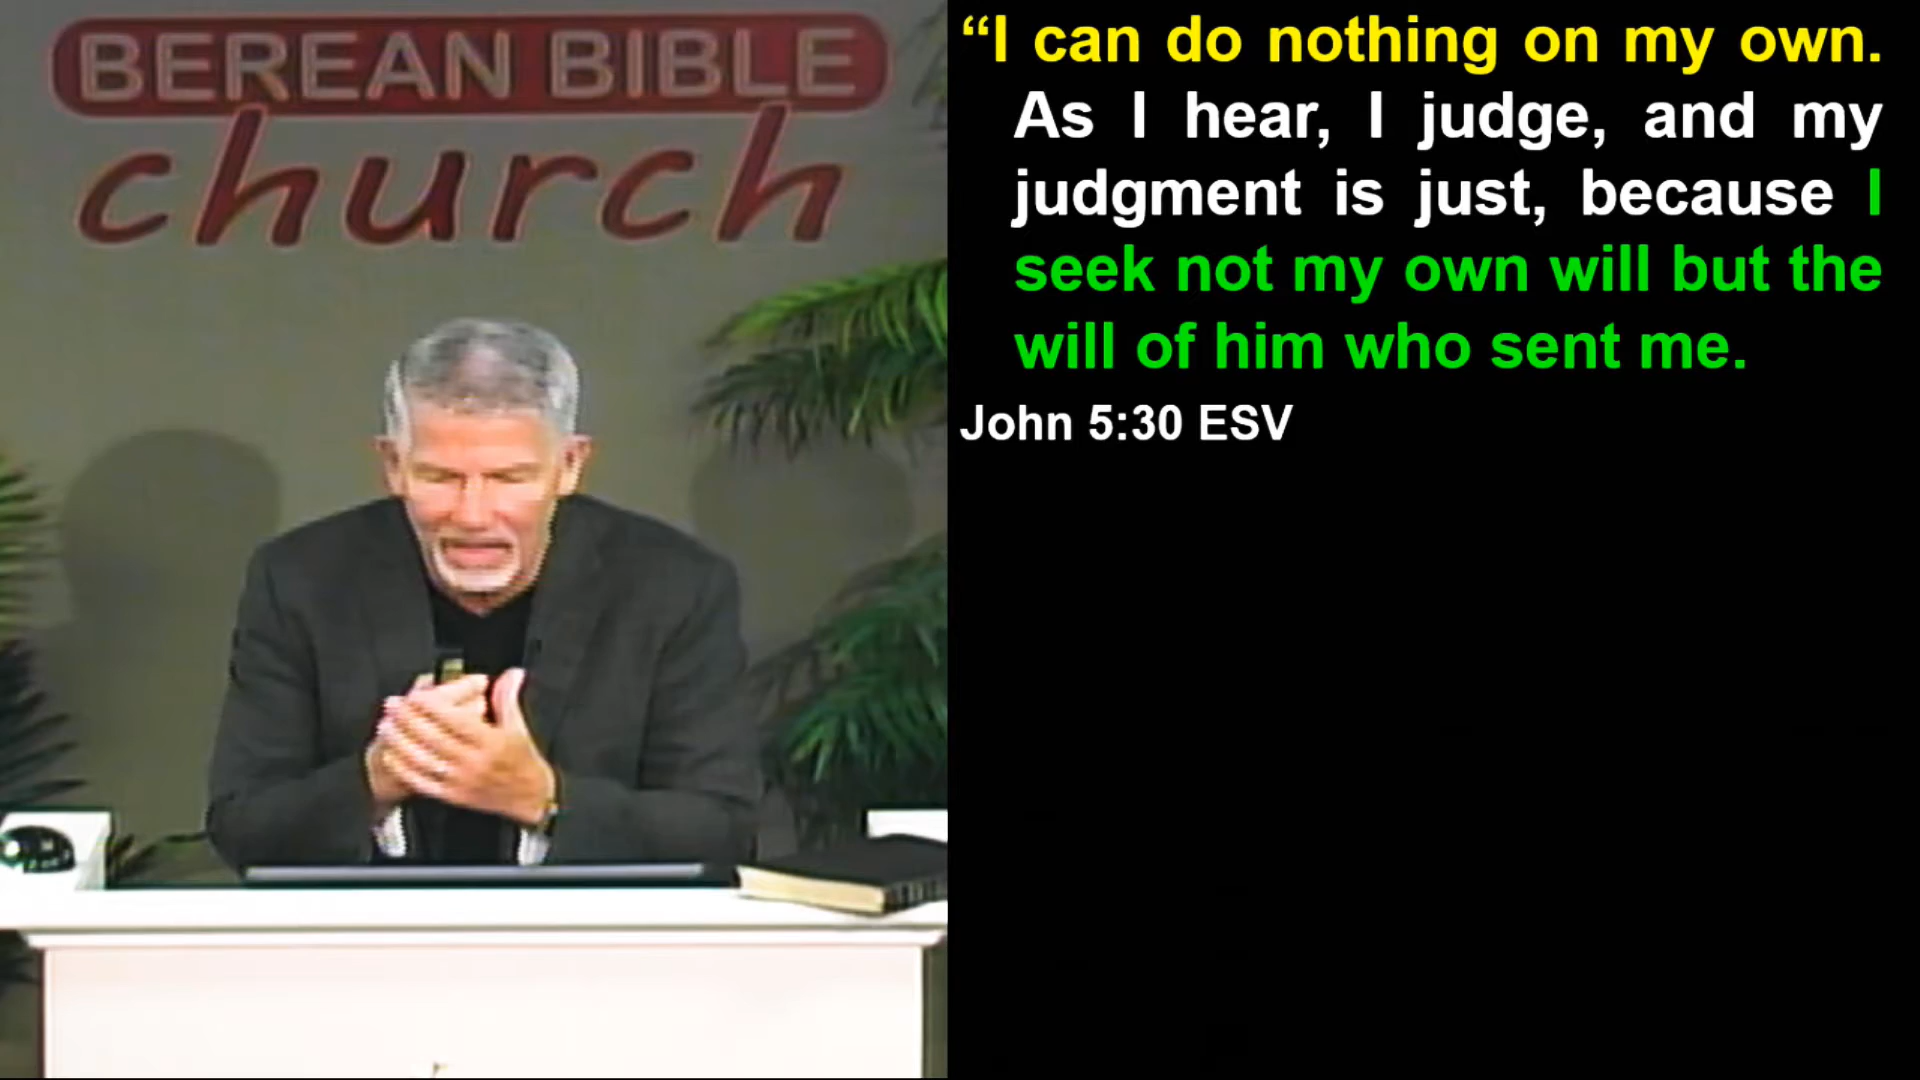 BEREAN BIBLE
church
“I can do nothing on my own.
As I hear, I judge, and my
judgment is just, because I
seek not my own will but the
will of him who sent me.
John 5:30 ESV